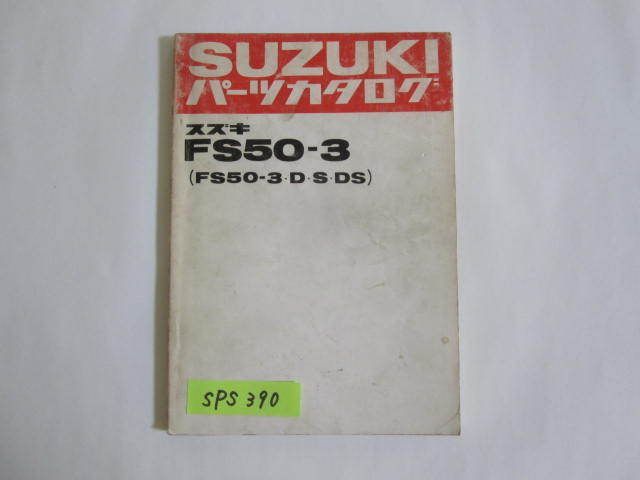 SUZUKI
パーツカタログ
スズキ
FS50-3
(FS50-3·D·S·DS)
SPS 390